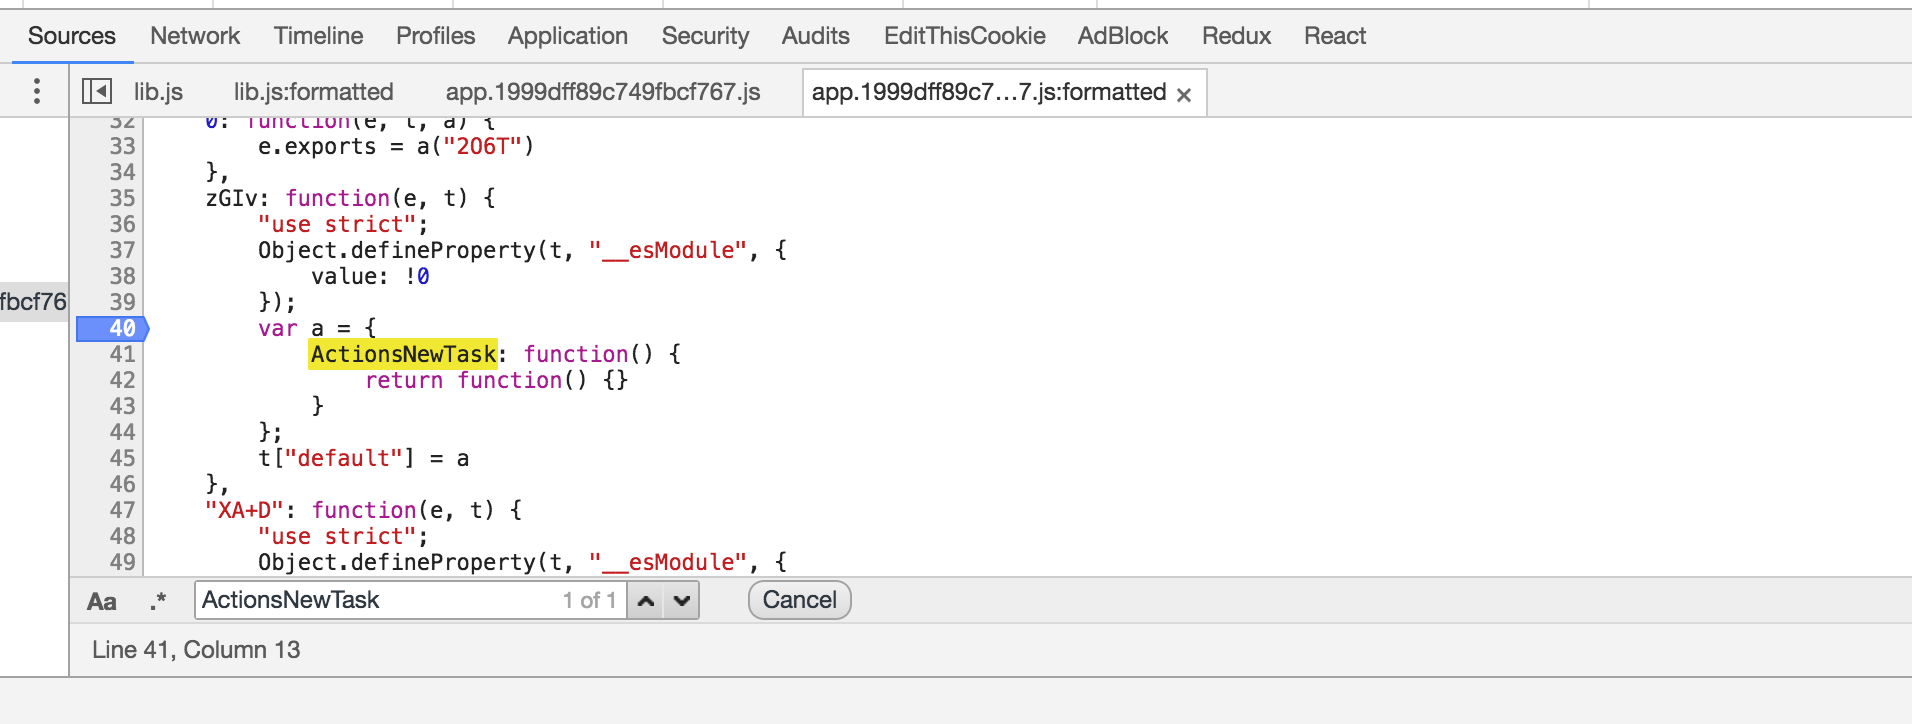 Sources Network Timeline Profiles Application Security Audits EditThisCookie AdBlock Redux React
lib.js lib.js:formatted app.1999dff89c749fbcf767.js app.1999dff89c7...7.js:formatted ×
32 0: function(e, t, a) {
33 e.exports = a("2O6T")
34 },
35 zGIv: function(e, t) {
36 "use strict";
37 Object.defineProperty(t, "__esModule", {
38 value: !0
fbcf76
39 });
40 var a = {
41 ActionsNewTask: function() {
42 return function() {}
43 }
44 };
45 t["default"] = a
46 },
47 "XA+D": function(e, t) {
48 "use strict";
49 Object.defineProperty(t, "__esModule", {
Aa .* ActionsNewTask 1 of 1 Cancel
Line 41, Column 13